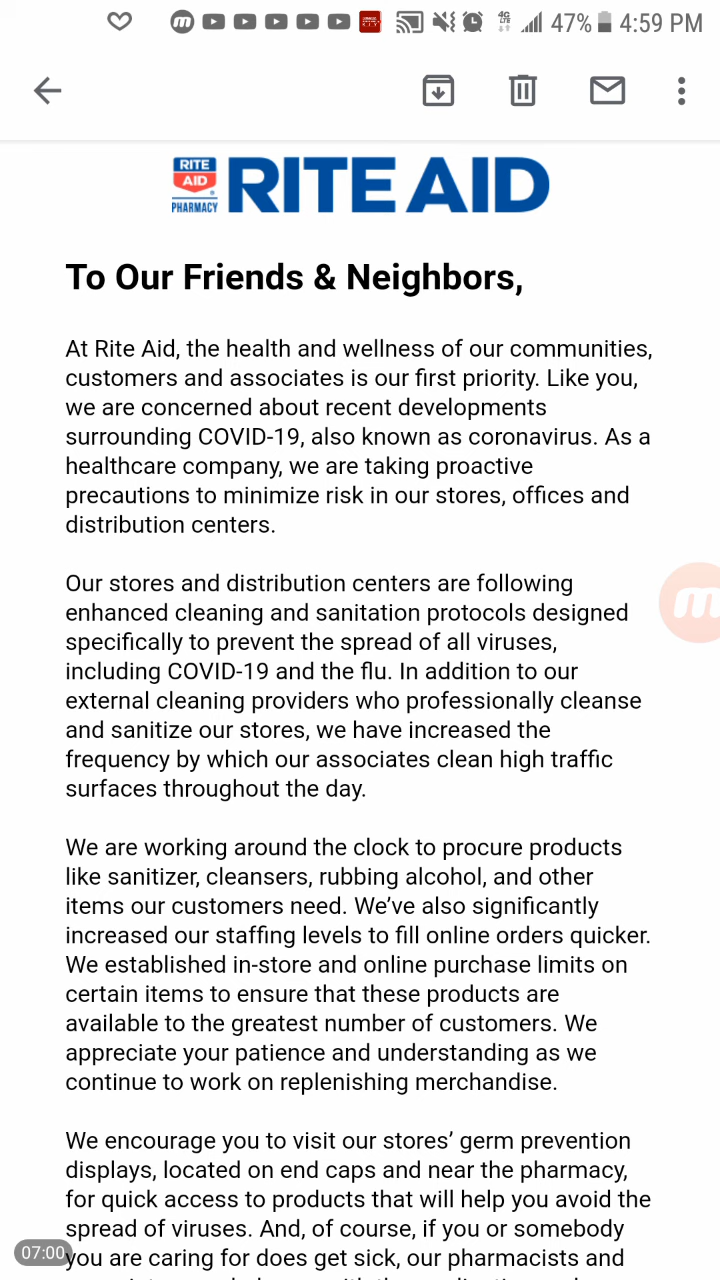 47% 4:59 PM
RITE AID PHARMACY RITE AID
To Our Friends & Neighbors,
At Rite Aid, the health and wellness of our communities,
customers and associates is our first priority. Like you,
we are concerned about recent developments
surrounding COVID-19, also known as coronavirus. As a
healthcare company, we are taking proactive
precautions to minimize risk in our stores, offices and
distribution centers.
Our stores and distribution centers are following
enhanced cleaning and sanitation protocols designed
specifically to prevent the spread of all viruses,
including COVID-19 and the flu. In addition to our
external cleaning providers who professionally cleanse
and sanitize our stores, we have increased the
frequency by which our associates clean high traffic
surfaces throughout the day.
We are working around the clock to procure products
like sanitizer, cleansers, rubbing alcohol, and other
items our customers need. We’ve also significantly
increased our staffing levels to fill online orders quicker.
We established in-store and online purchase limits on
certain items to ensure that these products are
available to the greatest number of customers. We
appreciate your patience and understanding as we
continue to work on replenishing merchandise.
We encourage you to visit our stores’ germ prevention
displays, located on end caps and near the pharmacy,
for quick access to products that will help you avoid the
spread of viruses. And, of course, if you or somebody
07:00
you are caring for does get sick, our pharmacists and